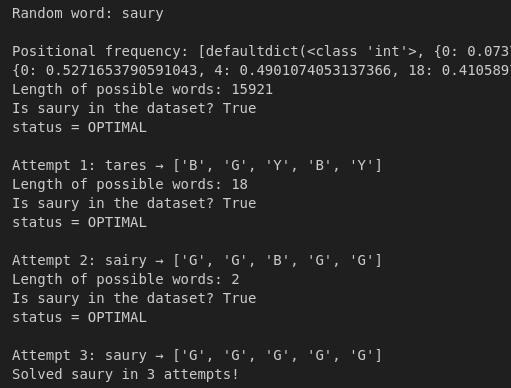 Random word: saury
Positional frequency: [defaultdict(<class 'int'>, {0: 0.073
{0: 0.5271653790591043, 4: 0.4901074053137366, 18: 0.410589
Length of possible words: 15921
Is saury in the dataset? True
status = OPTIMAL
Attempt 1: tares → ['B', 'G', 'Y', 'B', 'Y']
Length of possible words: 18
Is saury in the dataset? True
status = OPTIMAL
Attempt 2: sairy → ['G', 'G', 'B', 'G', 'G']
Length of possible words: 2
Is saury in the dataset? True
status = OPTIMAL
Attempt 3: saury → ['G', 'G', 'G', 'G', 'G']
Solved saury in 3 attempts!